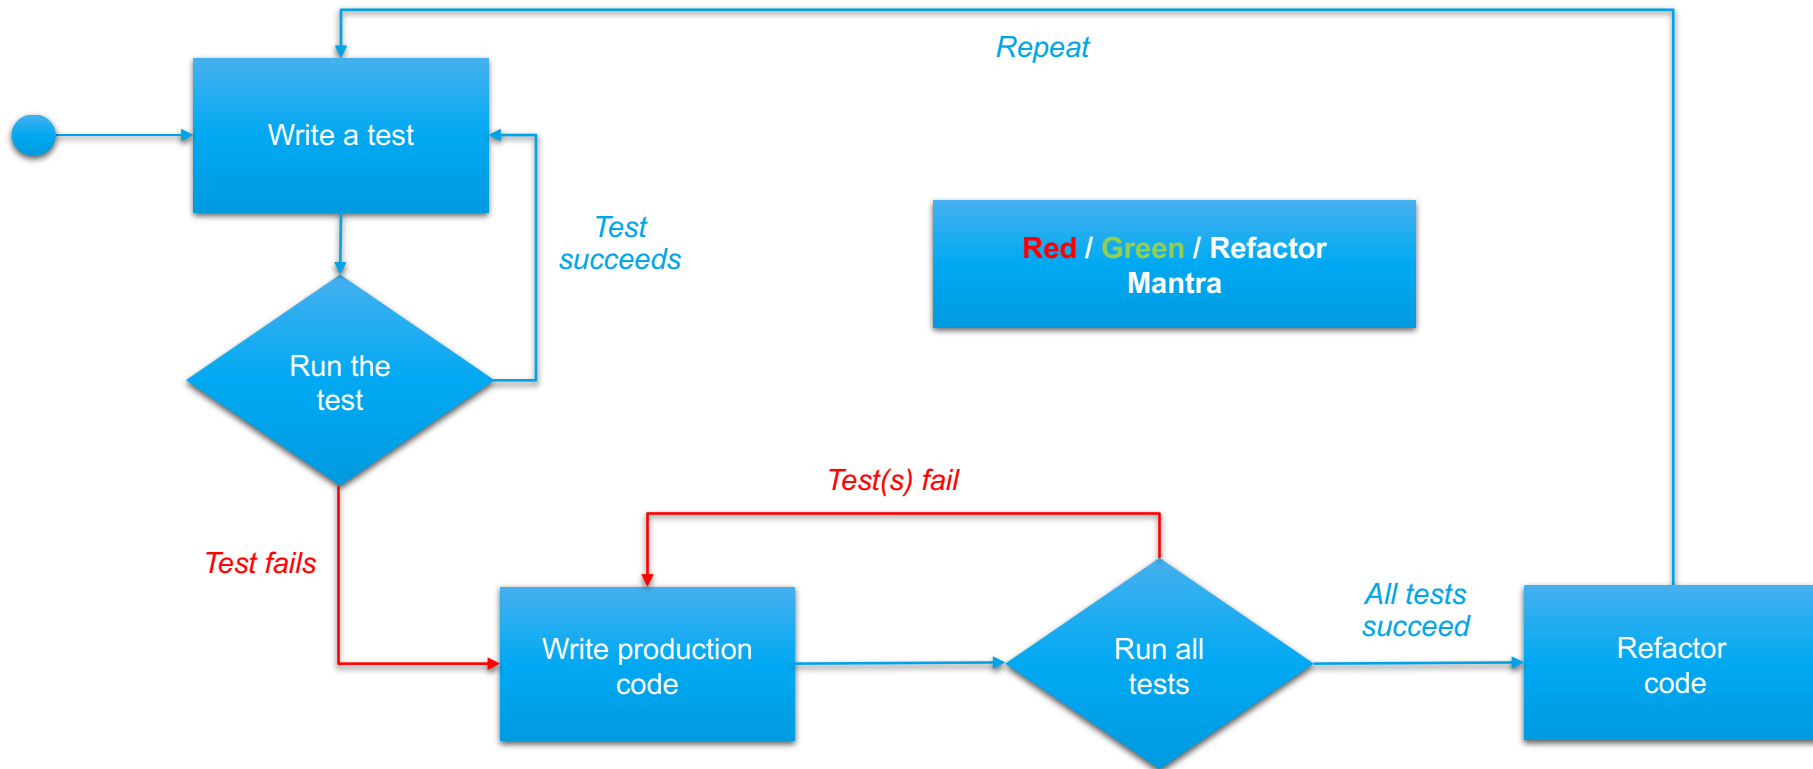 Repeat
Write a test
Test
succeeds
Red / Green / Refactor
Mantra
Run the
test
Test(s) fail
Test fails
All tests
succeed
Write production
code
Run all
tests
Refactor
code